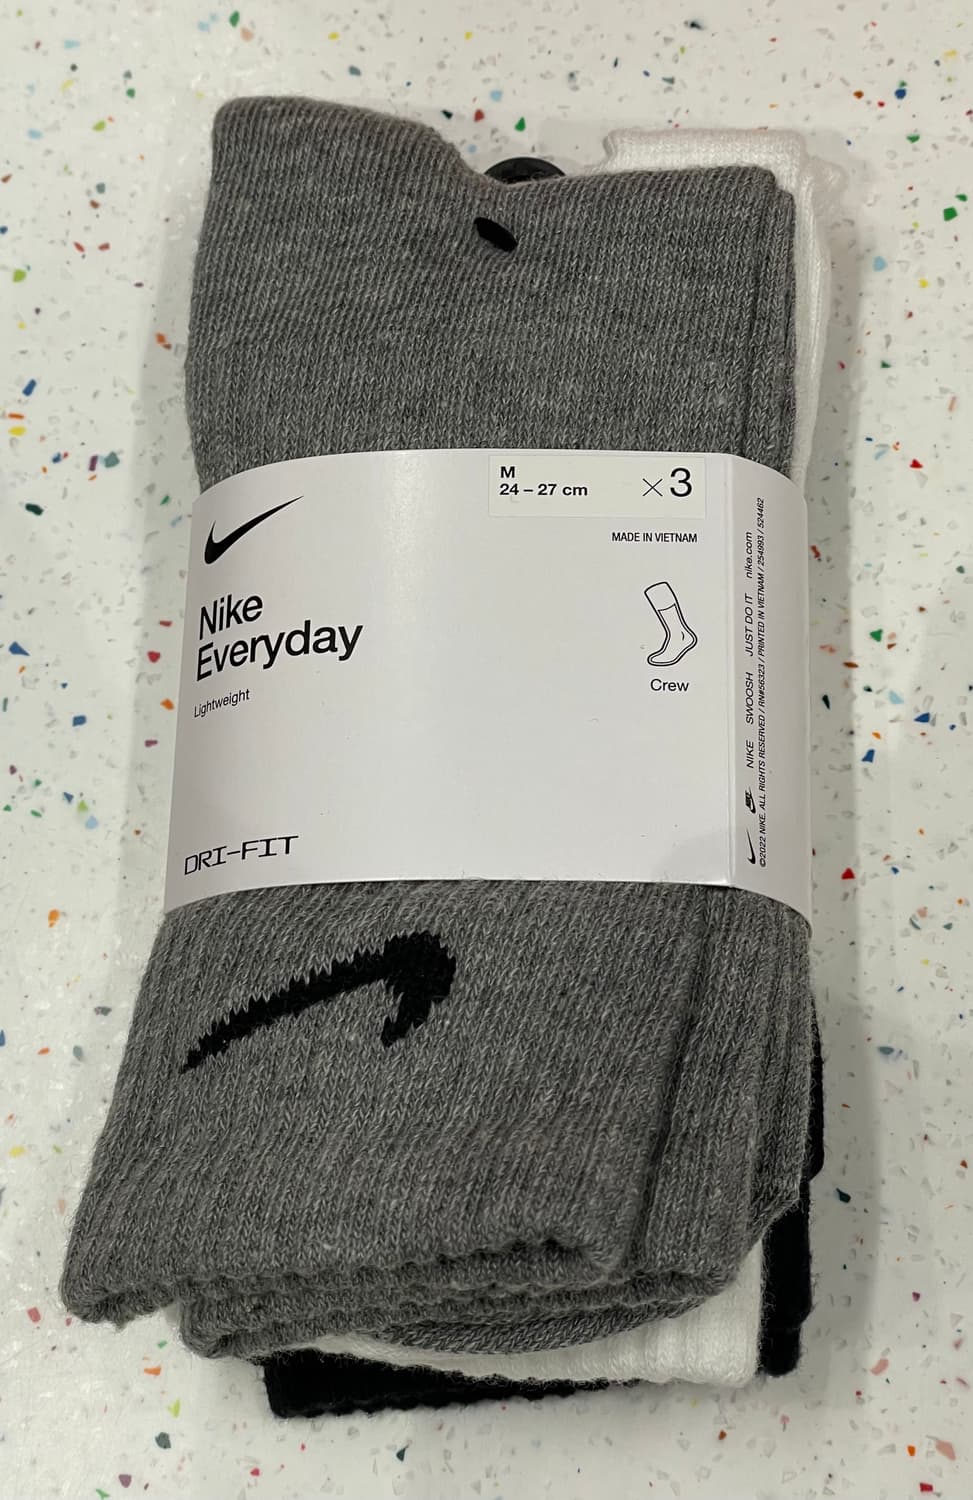 M
24 – 27 cm
×3
MADE IN VIETNAM
Nike
Everyday
Lightweight
Crew
DRI-FIT
NIKE SWOOSH JUST DO IT nike.com
©2022 NIKE. ALL RIGHTS RESERVED / RN#56323 / PRINTED IN VIETNAM / 254993 / 524462